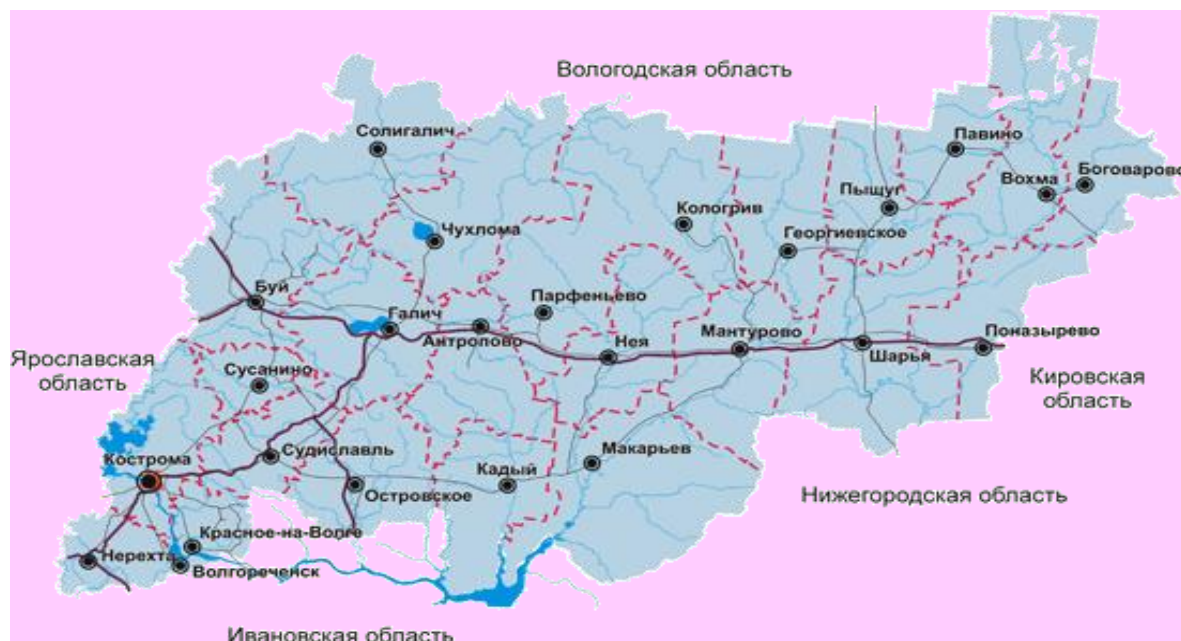 Вологодская область
Солигалич
Павино
Боговарово
Вохма
Пыщуг
Кологрив
Чухлома
Георгиевское
Буй
Парфеньево
Галич
Антропово
Нея
Мантурово
Шарья
Поназырево
Ярославская
область
Сусанино
Кировская
область
Кострома
Судиславль
Кадый
Макарьев
Островское
Нижегородская область
Красное-на-Волге
Нерехта
Волгореченск
Ивановская область